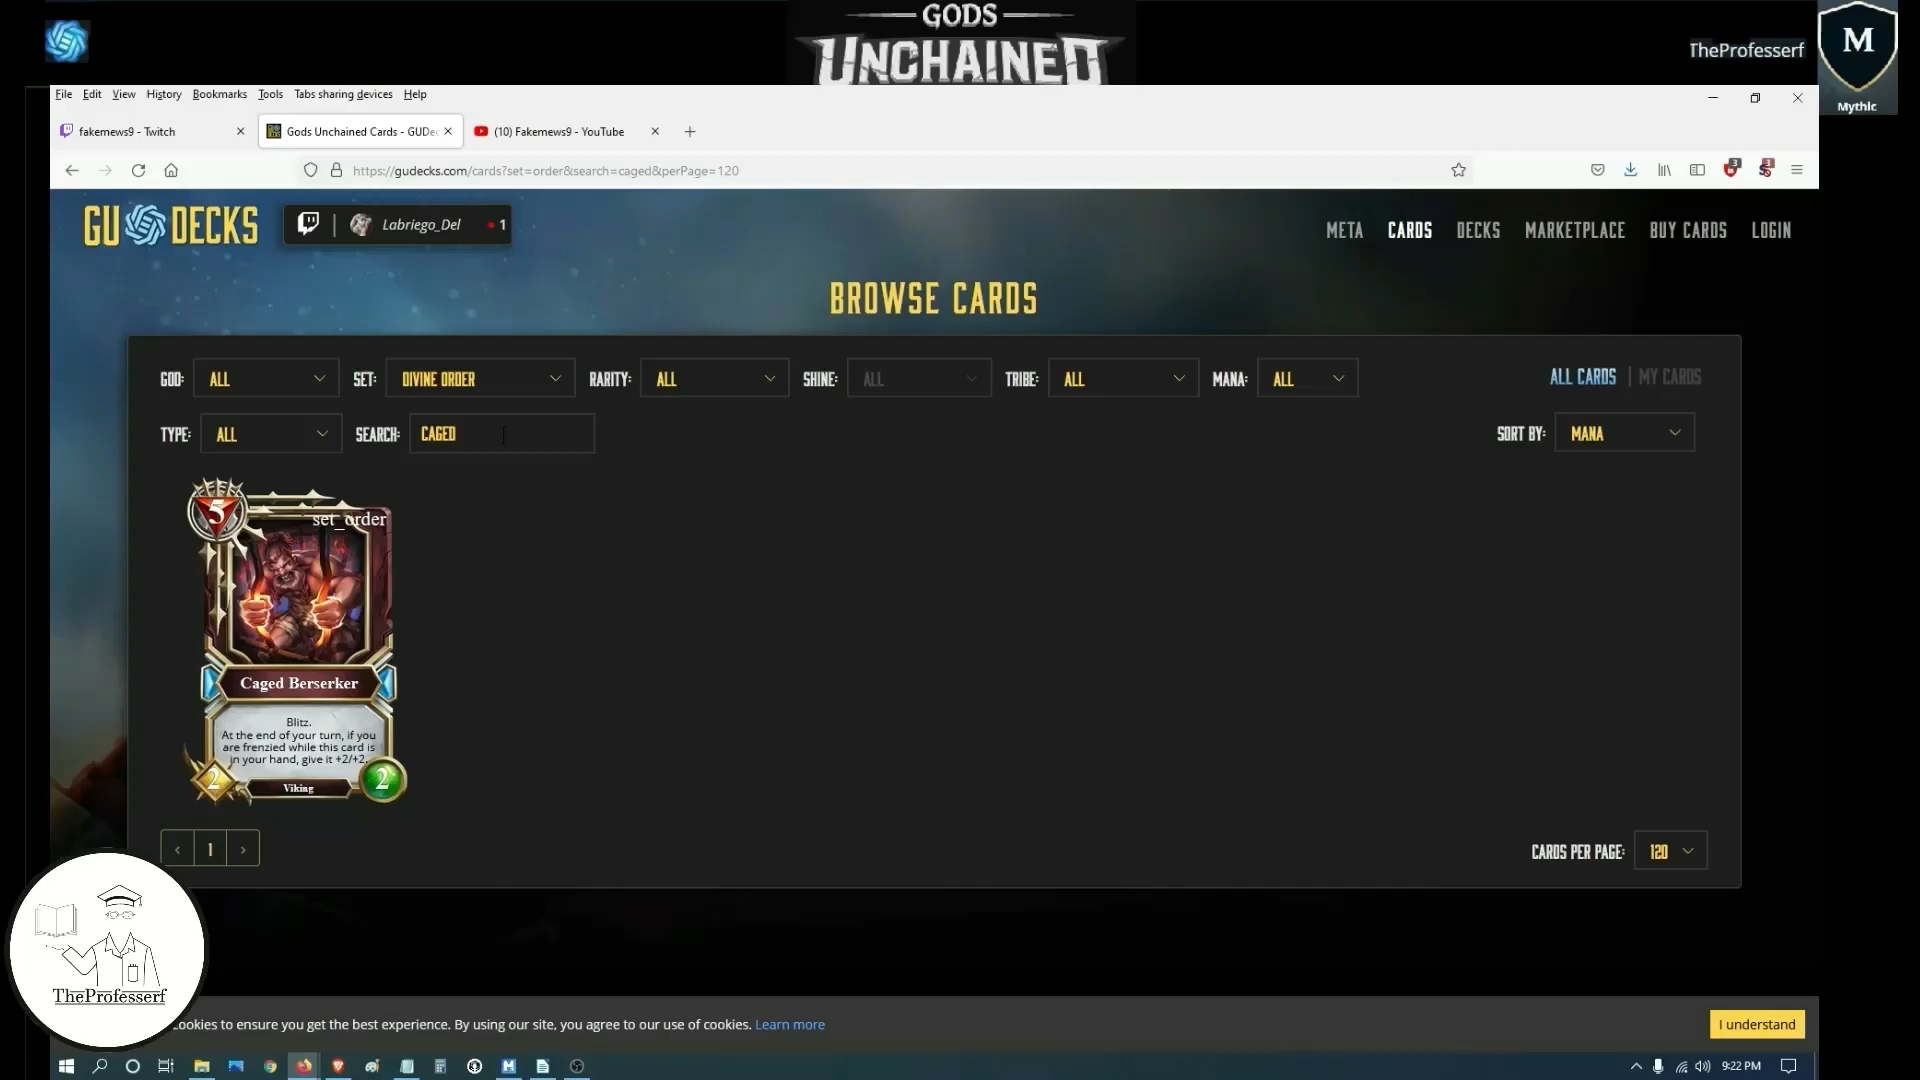 GODS
UNCHAINED
TheProfesserf
M
Mythic
File Edit View History Bookmarks Tools Tabs sharing devices Help
fakemews9 - Twitch
Gods Unchained Cards - GUDec
(10) Fakemews9 - YouTube
https://gudecks.com/cards?set=order&search=caged&perPage=120
3
3
GU DECKS
Labriego_Del 1
META CARDS DECKS MARKETPLACE BUY CARDS LOGIN
BROWSE CARDS
GOD: ALL SET: DIVINE ORDER RARITY: ALL SHINE: ALL TRIBE: ALL MANA: ALL
ALL CARDS | MY CARDS
TYPE: ALL SEARCH: CAGED
SORT BY: MANA
5
set_order
Caged Berserker
Blitz.
At the end of your turn, if you
are frenzied while this card is
in your hand, give it +2/+2.
2
2
Viking
‹ 1 ›
CARDS PER PAGE: 120
TheProfesserf
cookies to ensure you get the best experience. By using our site, you agree to our use of cookies. Learn more
I understand
9:22 PM